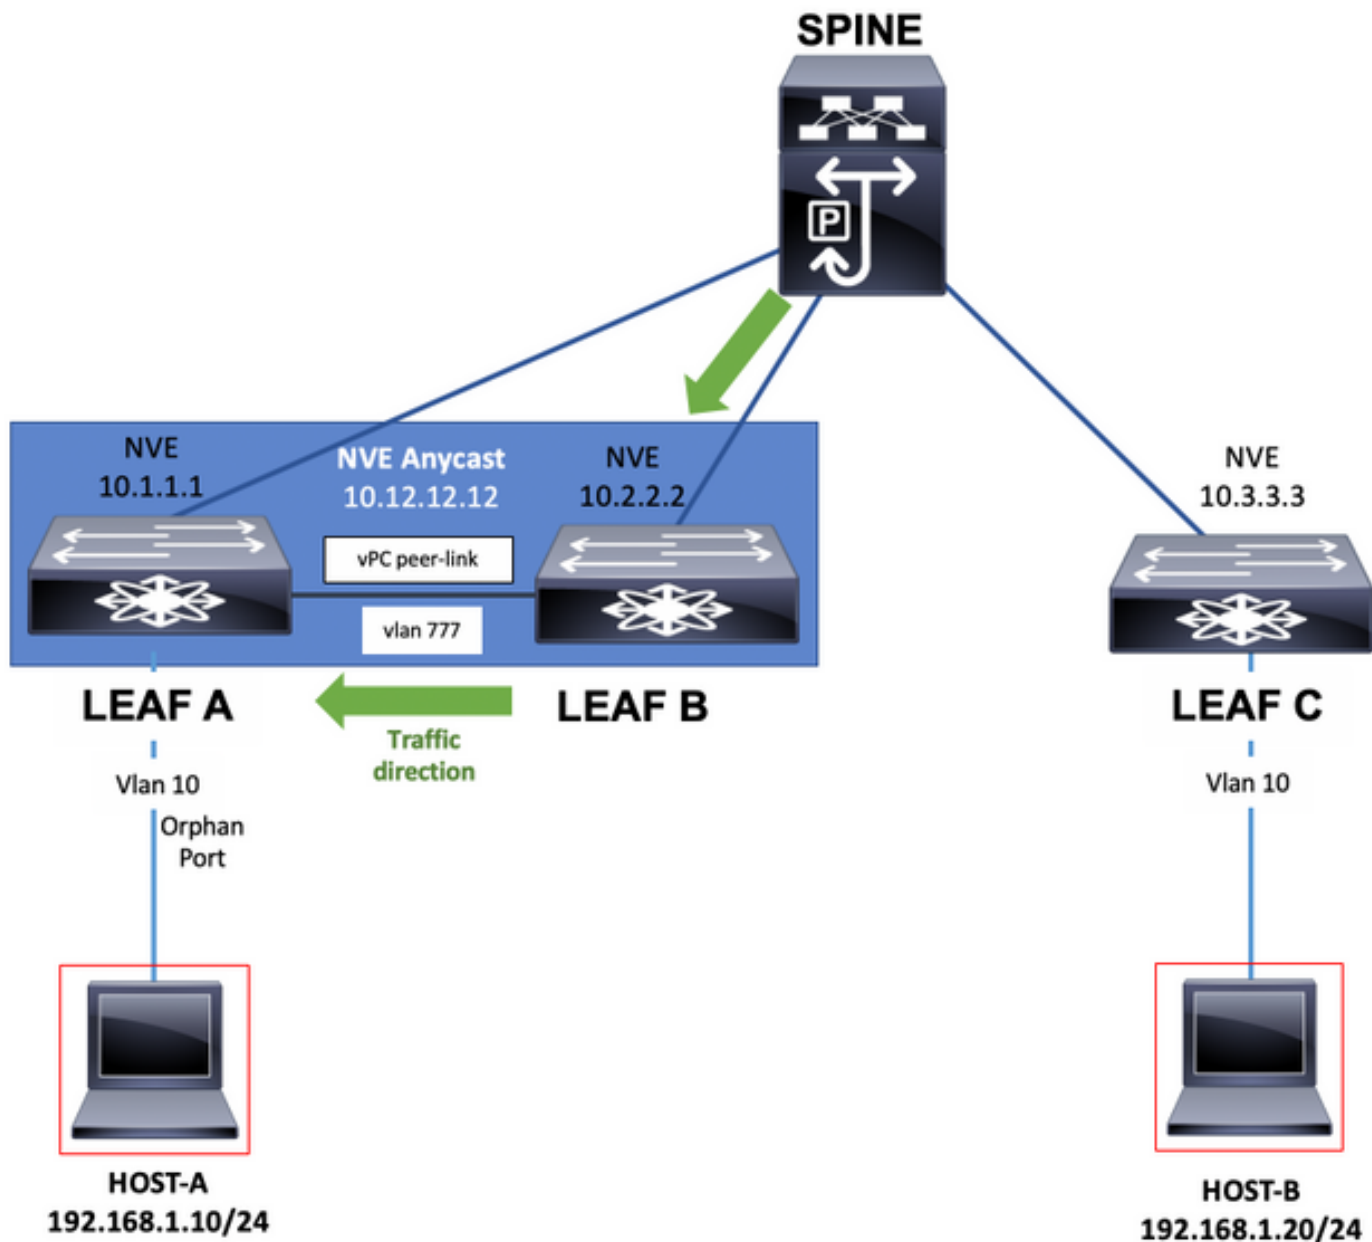 SPINE
P
NVE
10.1.1.1
NVE Anycast
10.12.12.12
NVE
10.2.2.2
NVE
10.3.3.3
vPC peer-link
vlan 777
LEAF A
LEAF B
LEAF C
Traffic
direction
Vlan 10
Orphan
Port
Vlan 10
HOST-A
192.168.1.10/24
HOST-B
192.168.1.20/24